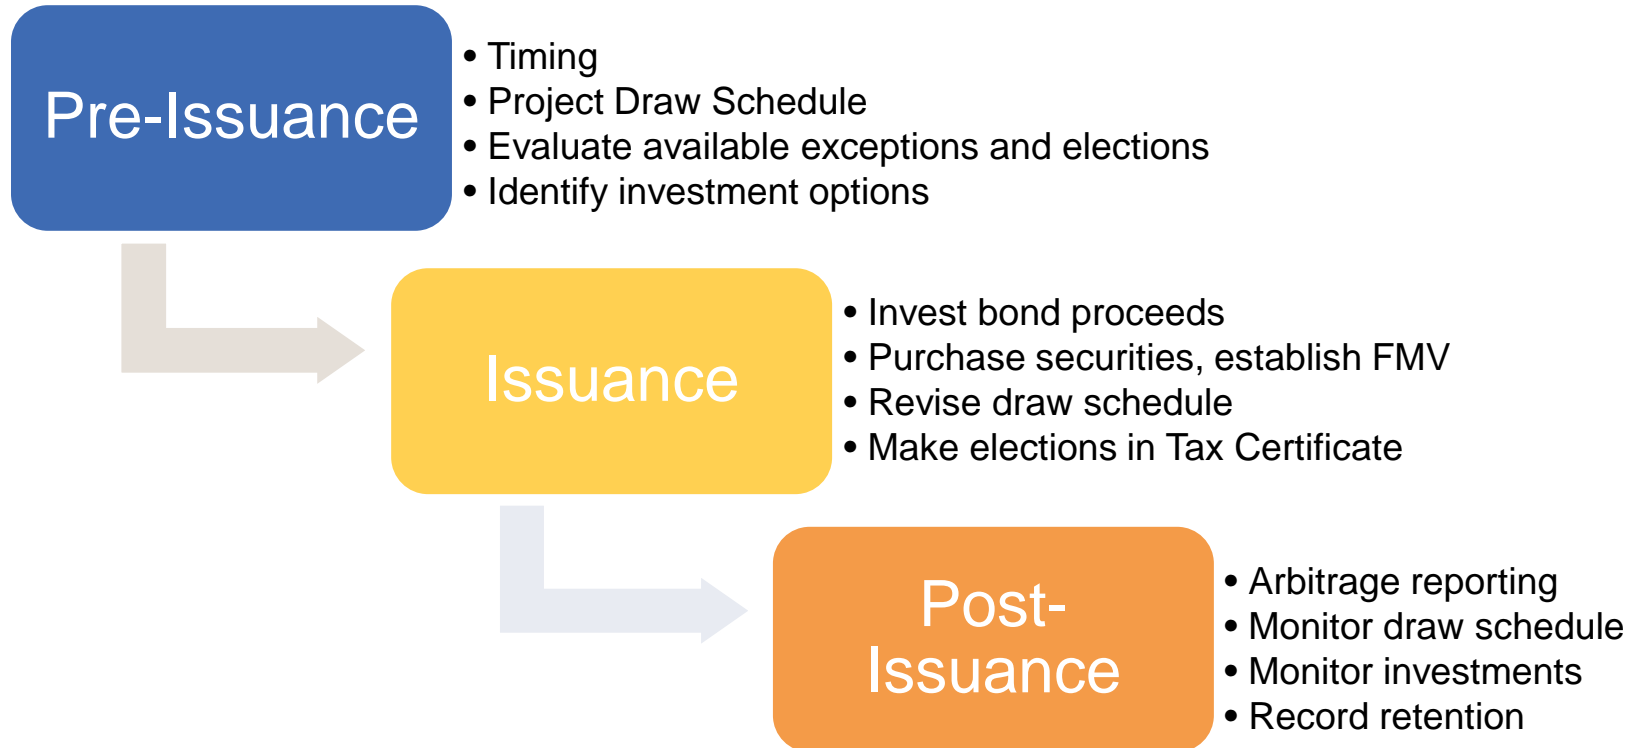 Pre-Issuance
• Timing
• Project Draw Schedule
• Evaluate available exceptions and elections
• Identify investment options
Issuance
• Invest bond proceeds
• Purchase securities, establish FMV
• Revise draw schedule
• Make elections in Tax Certificate
Post-
Issuance
• Arbitrage reporting
• Monitor draw schedule
• Monitor investments
• Record retention